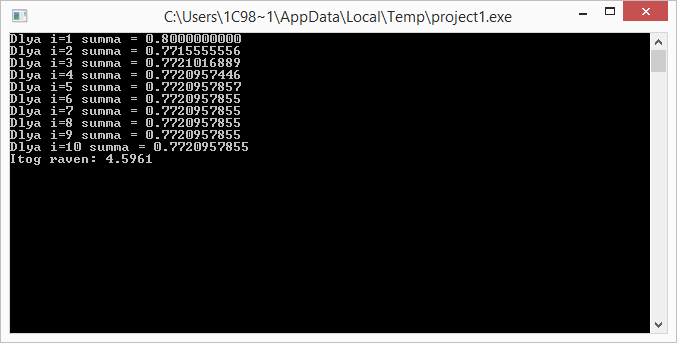 C:\Users\1C98~1\AppData\Local\Temp\project1.exe
Dlya i=1 summa = 0.8000000000
Dlya i=2 summa = 0.7715555556
Dlya i=3 summa = 0.7721016889
Dlya i=4 summa = 0.7720957446
Dlya i=5 summa = 0.7720957857
Dlya i=6 summa = 0.7720957855
Dlya i=7 summa = 0.7720957855
Dlya i=8 summa = 0.7720957855
Dlya i=9 summa = 0.7720957855
Dlya i=10 summa = 0.7720957855
Itog raven: 4.5961